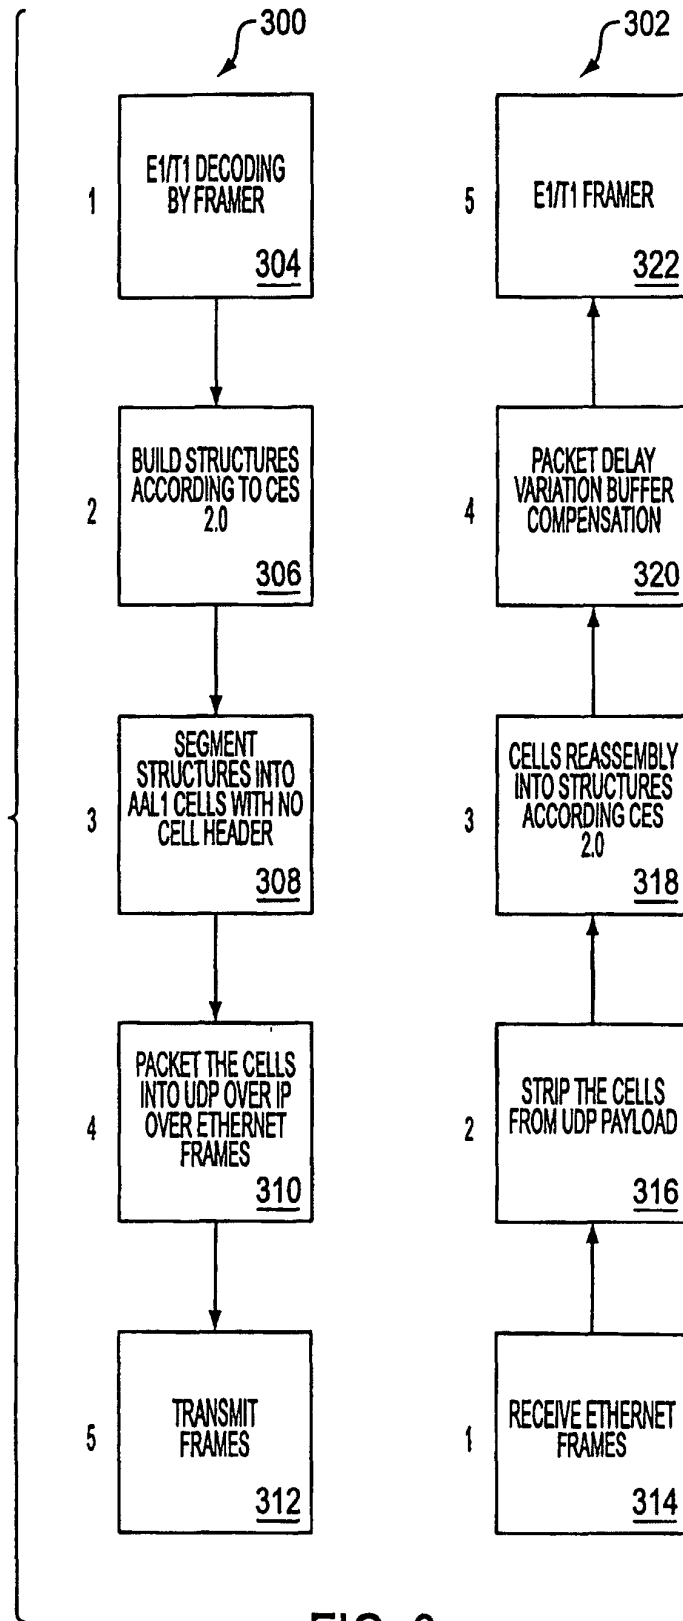 300
1
E1/T1 DECODING
BY FRAMER
304
2
BUILD STRUCTURES
ACCORDING TO CES
2.0
306
3
SEGMENT
STRUCTURES INTO
AAL1 CELLS WITH NO
CELL HEADER
308
4
PACKET THE CELLS
INTO UDP OVER IP
OVER ETHERNET
FRAMES
310
5
TRANSMIT
FRAMES
312
302
5
E1/T1 FRAMER
322
4
PACKET DELAY
VARIATION BUFFER
COMPENSATION
320
3
CELLS REASSEMBLY
INTO STRUCTURES
ACCORDING CES
2.0
318
2
STRIP THE CELLS
FROM UDP PAYLOAD
316
1
RECEIVE ETHERNET
FRAMES
314